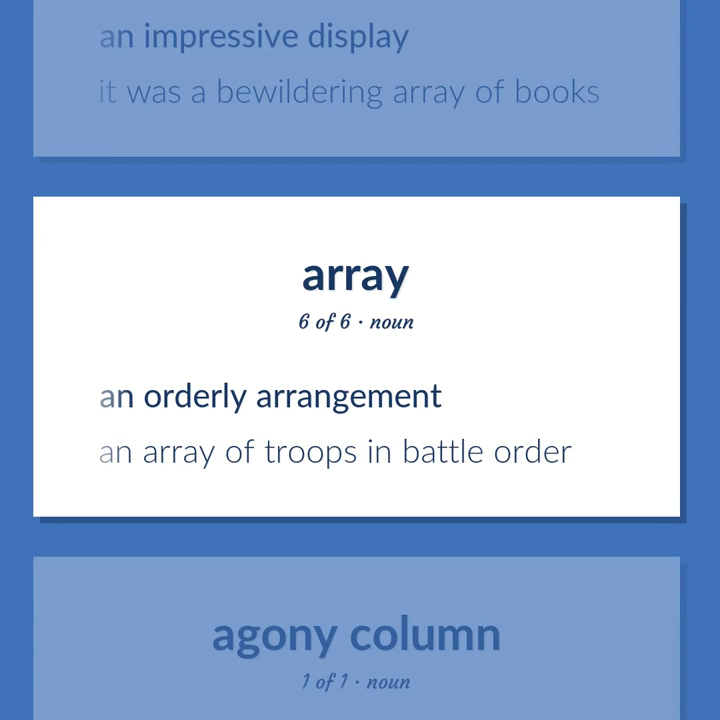 an impressive display
it was a bewildering array of books
array
6 of 6 · noun
an orderly arrangement
an array of troops in battle order
agony column
1 of 1 · noun